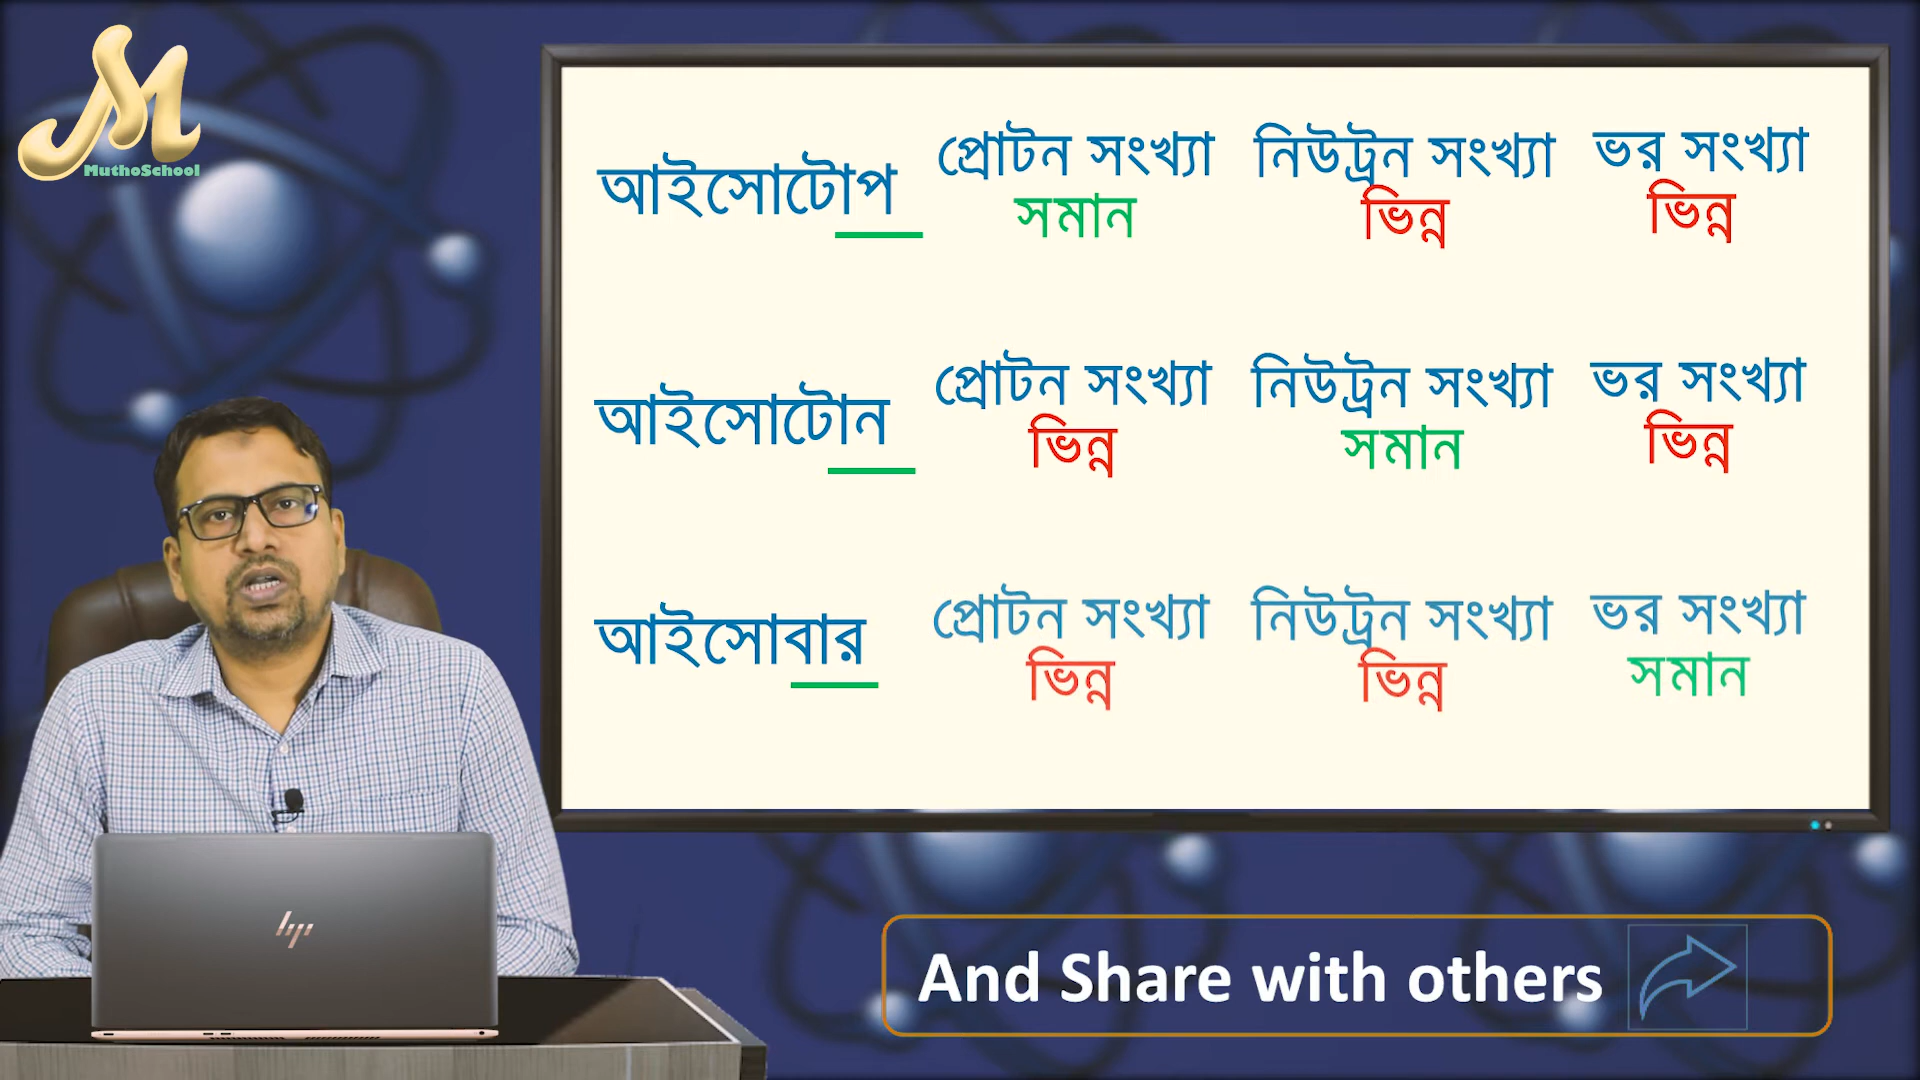 MuthoSchool
আইসোটোপ প্রোটন সংখ্যা নিউট্রন সংখ্যা ভর সংখ্যা
সমান ভিন্ন ভিন্ন
আইসোটোন প্রোটন সংখ্যা নিউট্রন সংখ্যা ভর সংখ্যা
ভিন্ন সমান ভিন্ন
আইসোবার প্রোটন সংখ্যা নিউট্রন সংখ্যা ভর সংখ্যা
ভিন্ন ভিন্ন সমান
hp
And Share with others